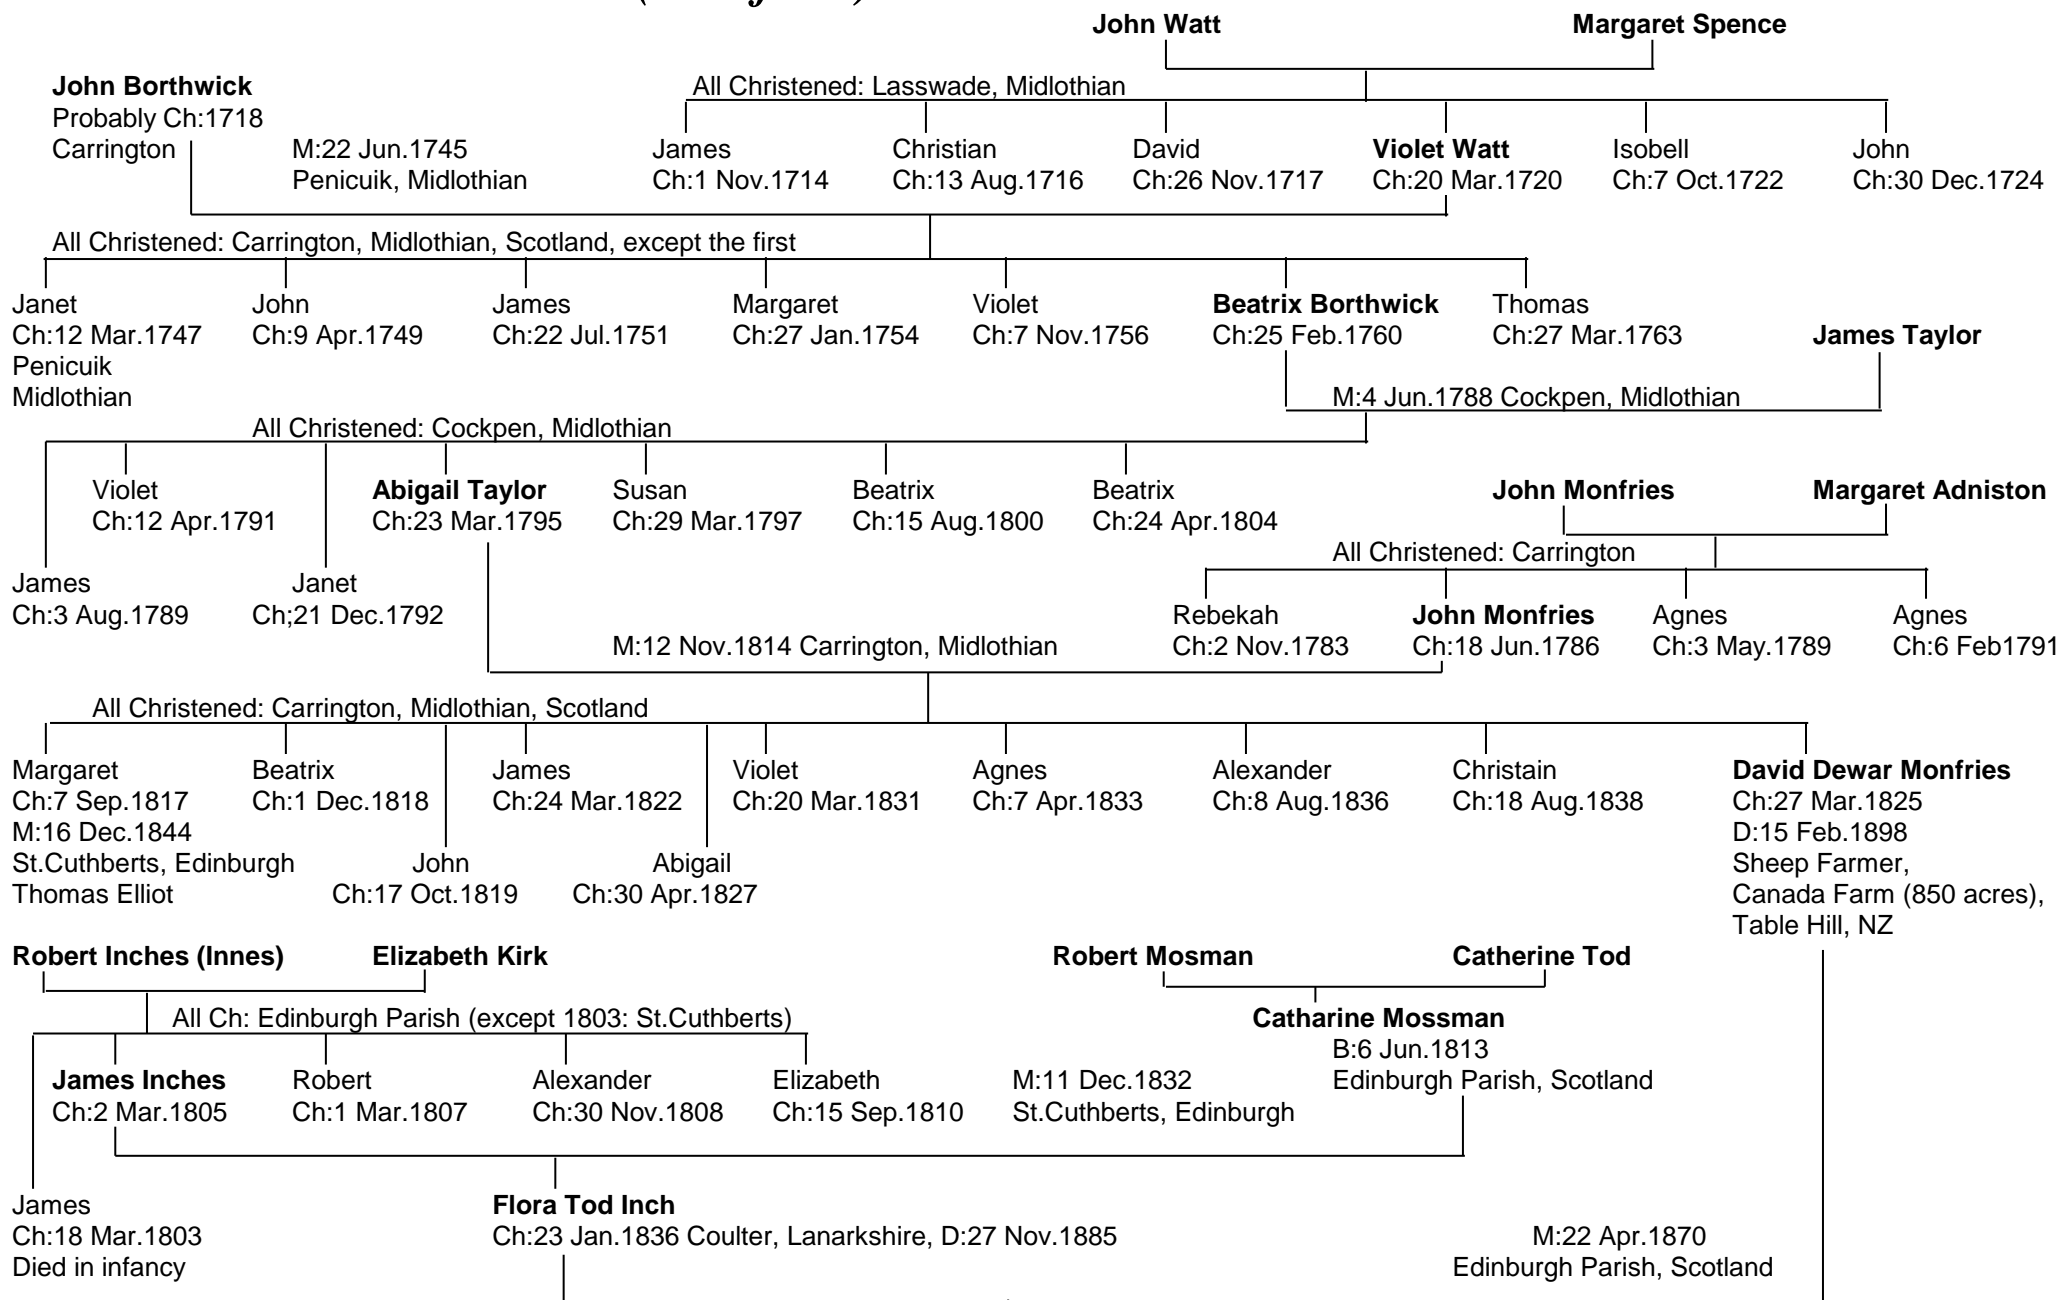 John Watt
Margaret Spence
John Borthwick
Probably Ch:1718
Carrington
M:22 Jun.1745
Penicuik, Midlothian
All Christened: Lasswade, Midlothian
James
Ch:1 Nov.1714
Christian
Ch:13 Aug.1716
David
Ch:26 Nov.1717
Violet Watt
Ch:20 Mar.1720
Isobell
Ch:7 Oct.1722
John
Ch:30 Dec.1724
All Christened: Carrington, Midlothian, Scotland, except the first
Janet
Ch:12 Mar.1747
Penicuik
Midlothian
John
Ch:9 Apr.1749
James
Ch:22 Jul.1751
Margaret
Ch:27 Jan.1754
Violet
Ch:7 Nov.1756
Beatrix Borthwick
Ch:25 Feb.1760
Thomas
Ch:27 Mar.1763
James Taylor
M:4 Jun.1788 Cockpen, Midlothian
All Christened: Cockpen, Midlothian
Violet
Ch:12 Apr.1791
Abigail Taylor
Ch:23 Mar.1795
Susan
Ch:29 Mar.1797
Beatrix
Ch:15 Aug.1800
Beatrix
Ch:24 Apr.1804
John Monfries
Margaret Adniston
James
Ch:3 Aug.1789
Janet
Ch;21 Dec.1792
All Christened: Carrington
Rebekah
Ch:2 Nov.1783
John Monfries
Ch:18 Jun.1786
Agnes
Ch:3 May.1789
Agnes
Ch:6 Feb1791
M:12 Nov.1814 Carrington, Midlothian
All Christened: Carrington, Midlothian, Scotland
Margaret
Ch:7 Sep.1817
M:16 Dec.1844
St.Cuthberts, Edinburgh
Thomas Elliot
Beatrix
Ch:1 Dec.1818
John
Ch:17 Oct.1819
James
Ch:24 Mar.1822
Abigail
Ch:30 Apr.1827
Violet
Ch:20 Mar.1831
Agnes
Ch:7 Apr.1833
Alexander
Ch:8 Aug.1836
Christain
Ch:18 Aug.1838
David Dewar Monfries
Ch:27 Mar.1825
D:15 Feb.1898
Sheep Farmer,
Canada Farm (850 acres),
Table Hill, NZ
Robert Inches (Innes)
Elizabeth Kirk
Robert Mosman
Catherine Tod
All Ch: Edinburgh Parish (except 1803: St.Cuthberts)
Catharine Mossman
B:6 Jun.1813
Edinburgh Parish, Scotland
James Inches
Ch:2 Mar.1805
Robert
Ch:1 Mar.1807
Alexander
Ch:30 Nov.1808
Elizabeth
Ch:15 Sep.1810
M:11 Dec.1832
St.Cuthberts, Edinburgh
James
Ch:18 Mar.1803
Died in infancy
Flora Tod Inch
Ch:23 Jan.1836 Coulter, Lanarkshire, D:27 Nov.1885
M:22 Apr.1870
Edinburgh Parish, Scotland